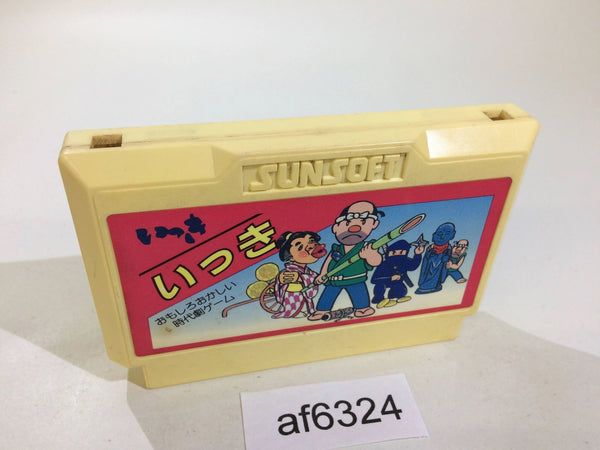 SUNSOFT
いっき
いっき
おもしろおかしい
時代劇ゲーム
af6324